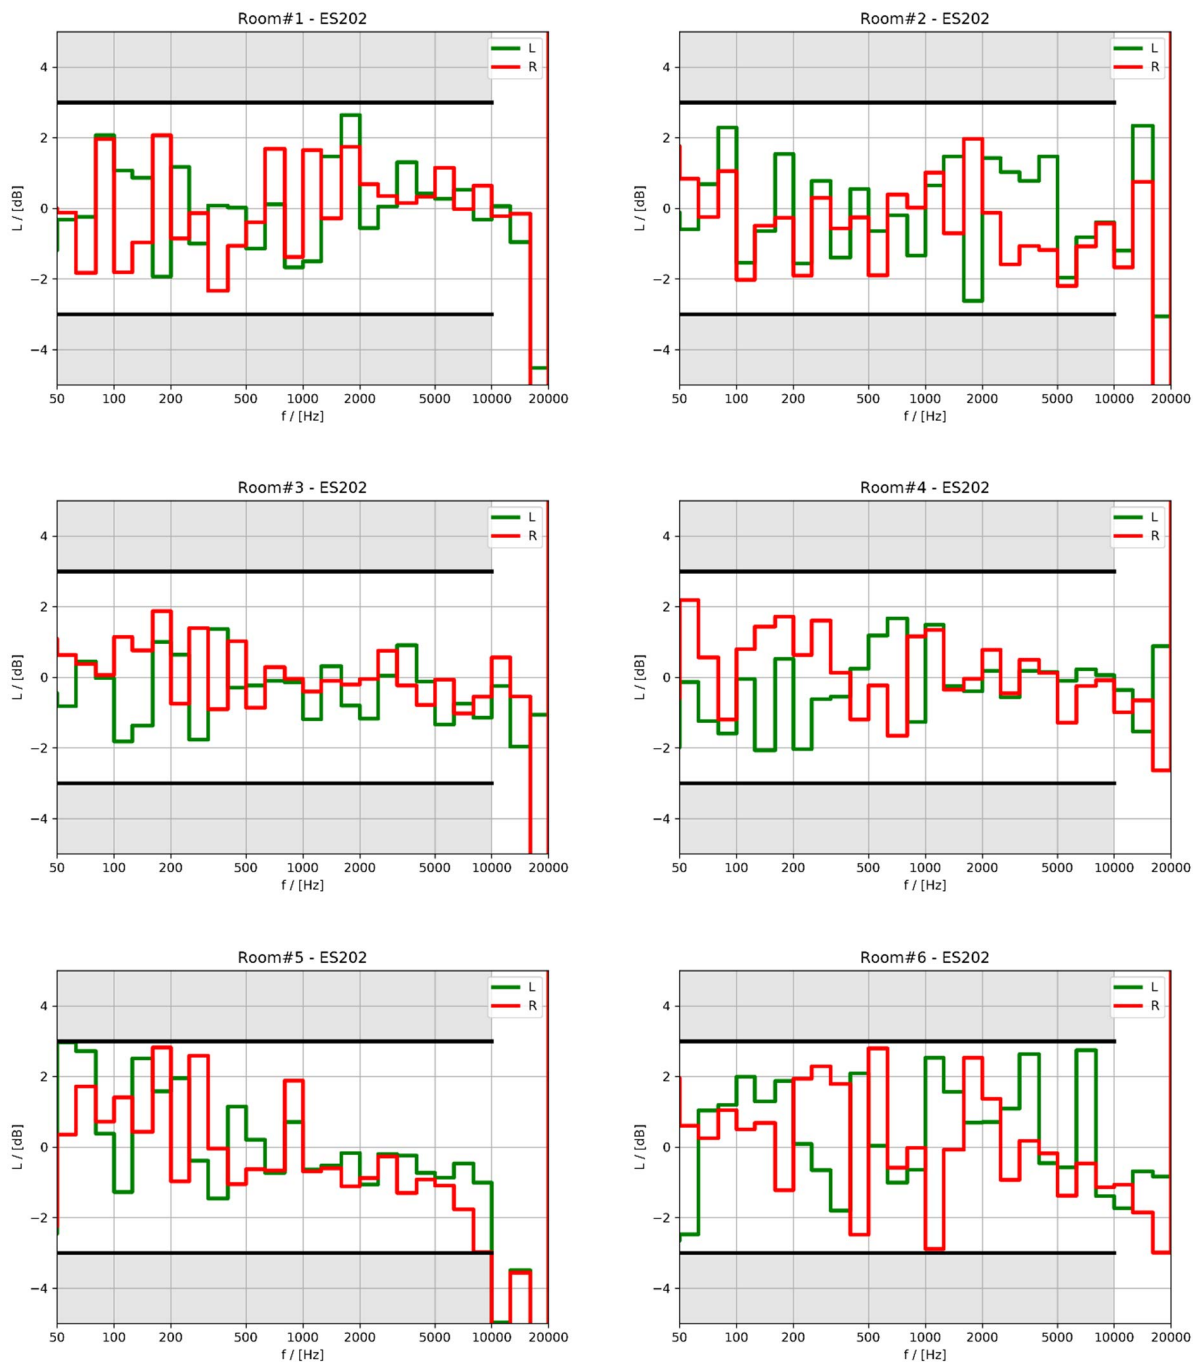 Room#1 - ES202
L
R
4
2
0
−2
−4
L / [dB]
50 100 200 500 1000 2000 5000 10000 20000
f / [Hz]
Room#2 - ES202
L
R
4
2
0
−2
−4
L / [dB]
50 100 200 500 1000 2000 5000 10000 20000
f / [Hz]
Room#3 - ES202
L
R
4
2
0
−2
−4
L / [dB]
50 100 200 500 1000 2000 5000 10000 20000
f / [Hz]
Room#4 - ES202
L
R
4
2
0
−2
−4
L / [dB]
50 100 200 500 1000 2000 5000 10000 20000
f / [Hz]
Room#5 - ES202
L
R
4
2
0
−2
−4
L / [dB]
50 100 200 500 1000 2000 5000 10000 20000
f / [Hz]
Room#6 - ES202
L
R
4
2
0
−2
−4
L / [dB]
50 100 200 500 1000 2000 5000 10000 20000
f / [Hz]